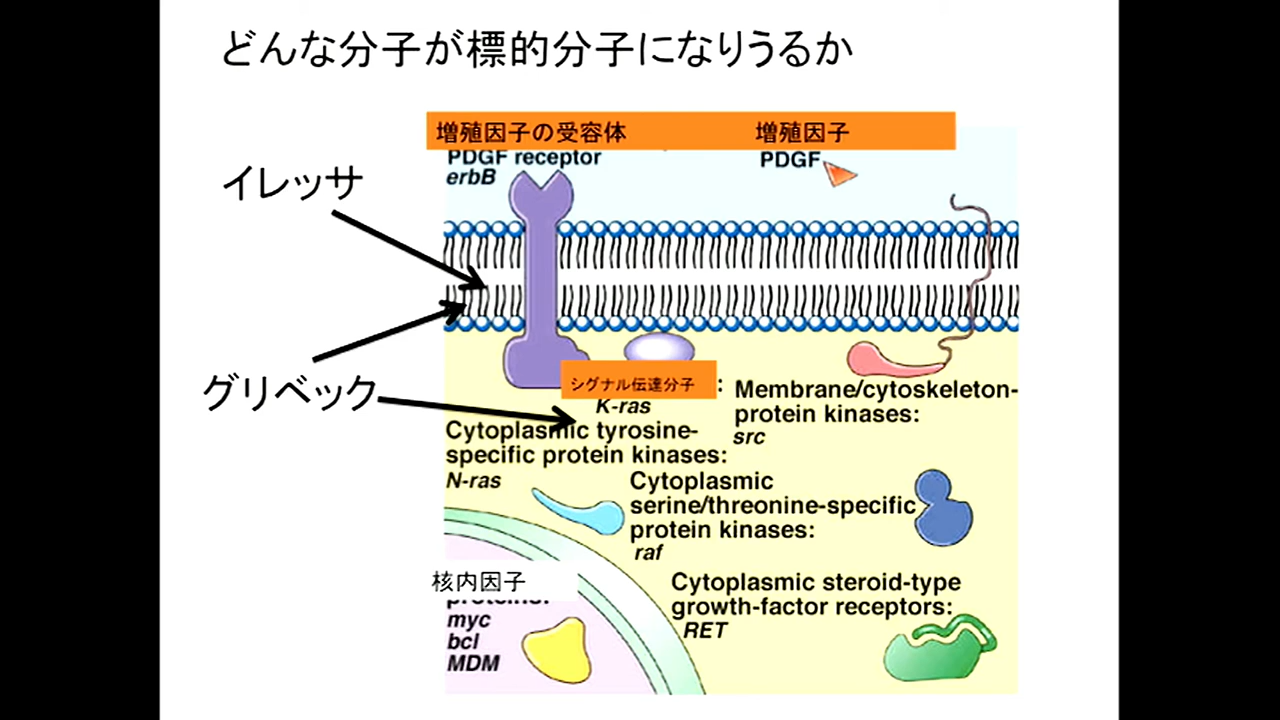 どんな分子が標的分子になりうるか
増殖因子の受容体
増殖因子
PDGF receptor
erbB
PDGF
イレッサ
グリベック
シグナル伝達分子
:
K-ras
Membrane/cytoskeleton-
protein kinases:
src
Cytoplasmic tyrosine-
specific protein kinases:
N-ras
Cytoplasmic
serine/threonine-specific
protein kinases:
raf
核内因子
proteins:
myc
bcl
MDM
Cytoplasmic steroid-type
growth-factor receptors:
RET